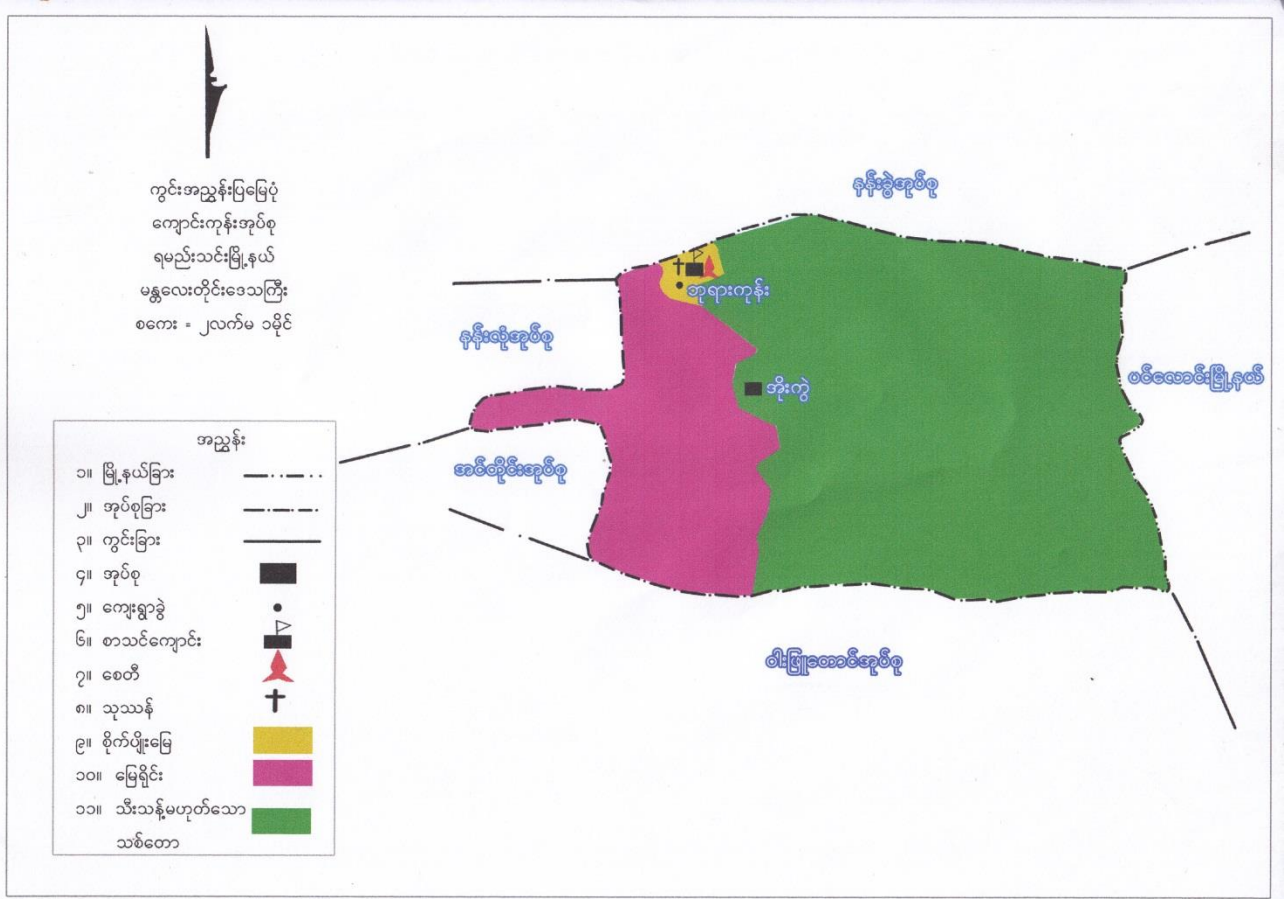 ကွင်းအညွှန်းပြမြေပုံ
ကျောင်းကုန်းအုပ်စု
ရမည်းသင်းမြို့နယ်
မန္တလေးတိုင်းဒေသကြီး
စကေး = ၂လက်မ ၁မိုင်
နန်းခွဲအုပ်စု
ဘုရားကုန်း
နန်းလုံအုပ်စု
အိုးကွဲ
ပင်လောင်းမြို့နယ်
အင်တိုင်းအုပ်စု
ဝါးဖြူတောင်အုပ်စု
အညွှန်း
၁။ မြို့နယ်ခြား
၂။ အုပ်စုခြား
၃။ ကွင်းခြား
၄။ အုပ်စု
၅။ ကျေးရွာခွဲ
၆။ စာသင်ကျောင်း
၇။ စေတီ
၈။ သုဿန်
၉။ စိုက်ပျိုးမြေ
၁၀။ မြေရိုင်း
၁၁။ သီးသန့်မဟုတ်သော
သစ်တော